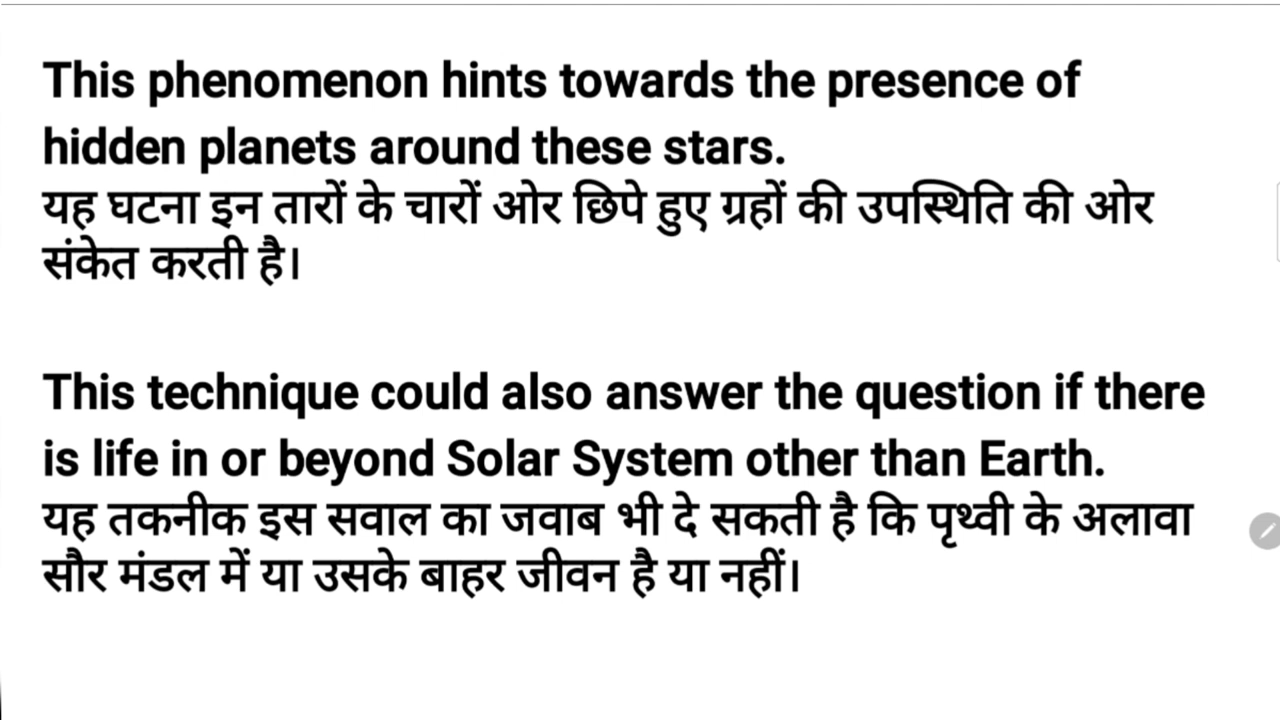 This phenomenon hints towards the presence of
hidden planets around these stars.
यह घटना इन तारों के चारों ओर छिपे हुए ग्रहों की उपस्थिति की ओर
संकेत करती है।
This technique could also answer the question if there
is life in or beyond Solar System other than Earth.
यह तकनीक इस सवाल का जवाब भी दे सकती है कि पृथ्वी के अलावा
सौर मंडल में या उसके बाहर जीवन है या नहीं।